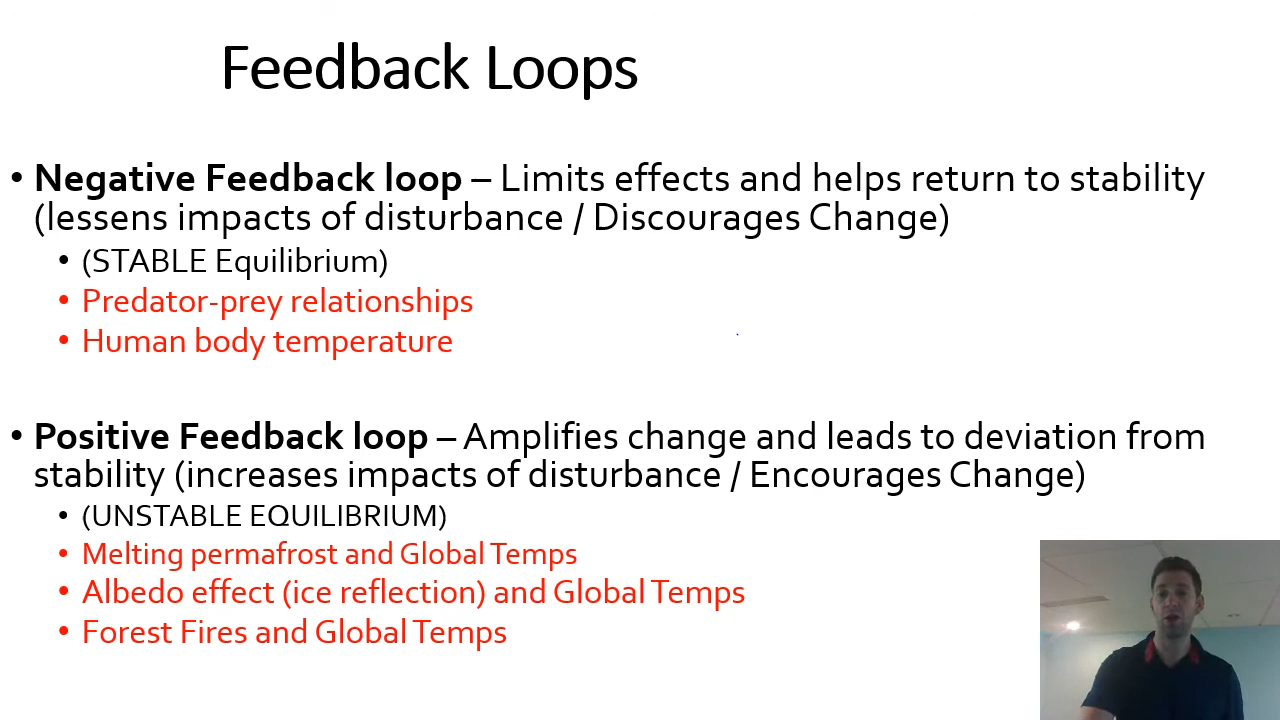 Feedback Loops
• Negative Feedback loop – Limits effects and helps return to stability
(lessens impacts of disturbance / Discourages Change)
• (STABLE Equilibrium)
• Predator-prey relationships
• Human body temperature
• Positive Feedback loop – Amplifies change and leads to deviation from
stability (increases impacts of disturbance / Encourages Change)
• (UNSTABLE EQUILIBRIUM)
• Melting permafrost and Global Temps
• Albedo effect (ice reflection) and Global Temps
• Forest Fires and Global Temps